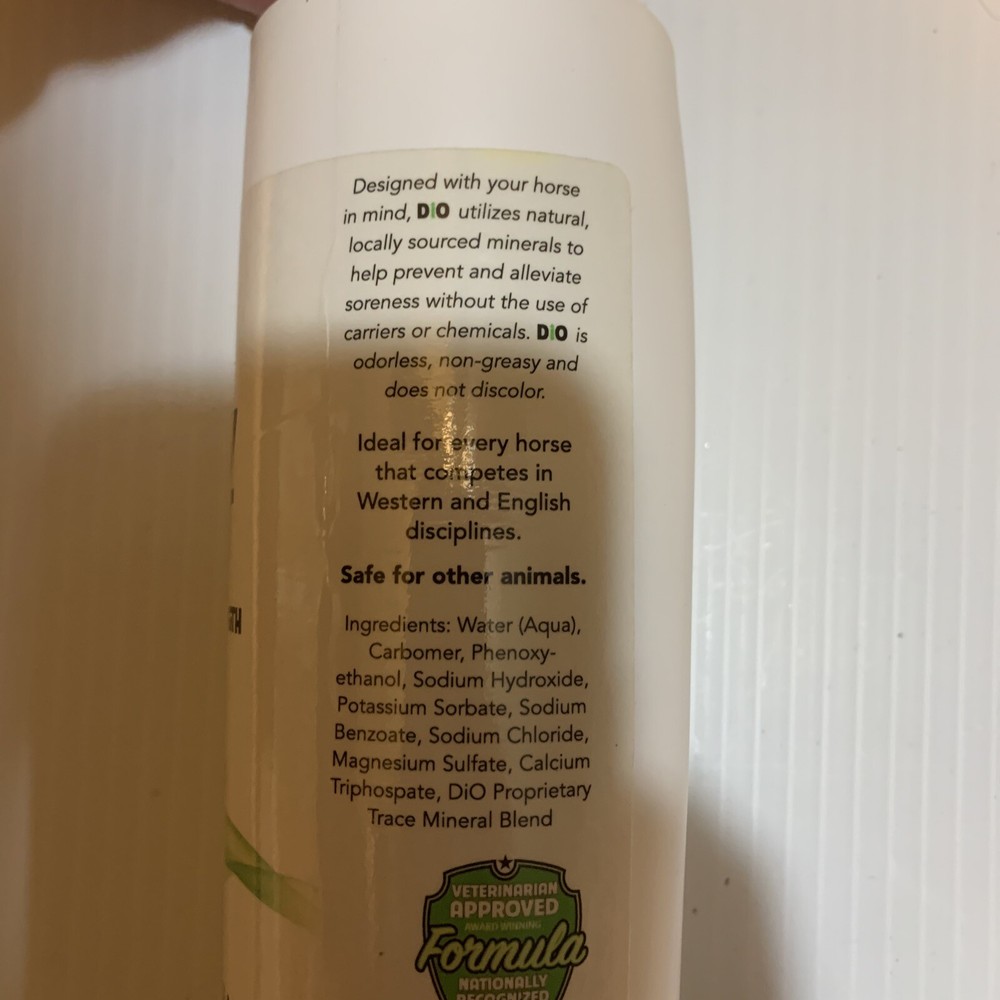 Designed with your horse
in mind, DiO utilizes natural,
locally sourced minerals to
help prevent and alleviate
soreness without the use of
carriers or chemicals. DiO is
odorless, non-greasy and
does not discolor.
Ideal for every horse
that competes in
Western and English
disciplines.
Safe for other animals.
Ingredients: Water (Aqua),
Carbomer, Phenoxy-
ethanol, Sodium Hydroxide,
Potassium Sorbate, Sodium
Benzoate, Sodium Chloride,
Magnesium Sulfate, Calcium
Triphospate, DiO Proprietary
Trace Mineral Blend
VETERINARIAN
APPROVED
AWARD WINNING
Formula
NATIONALLY
RECOGNIZED